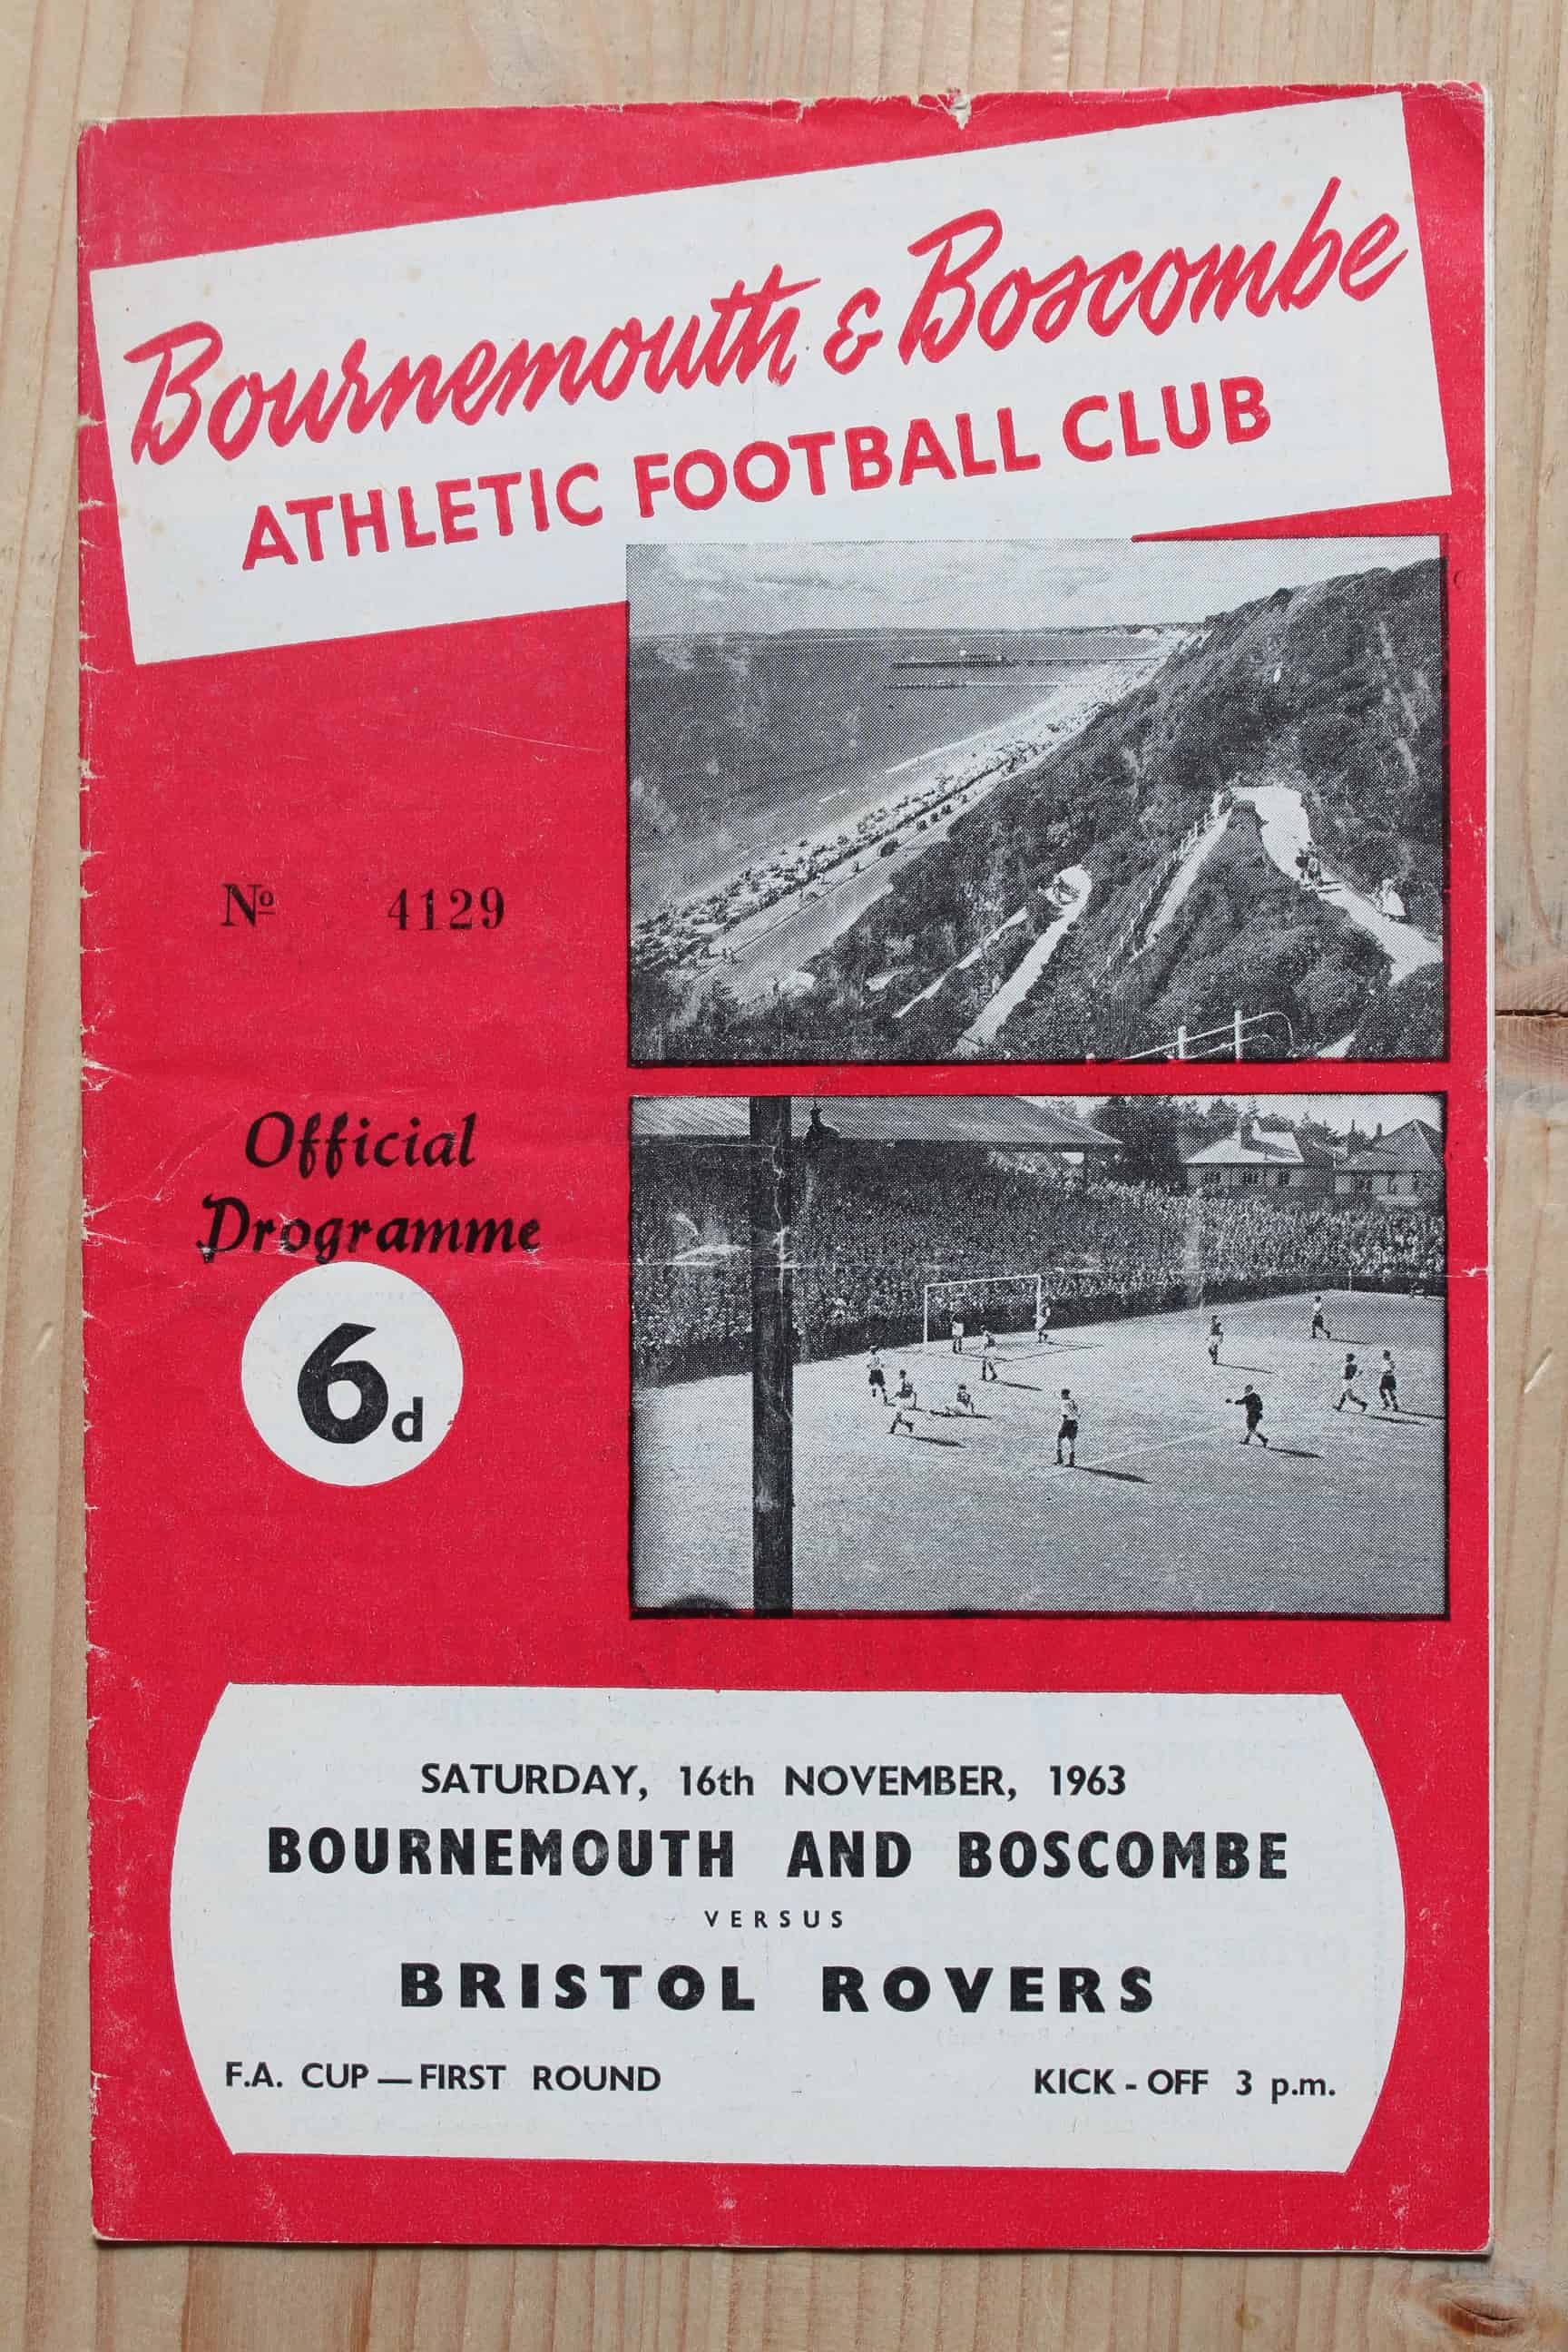 Bournemouth & Boscombe
ATHLETIC FOOTBALL CLUB
Nº 4129
Official
Programme
6d
SATURDAY, 16th NOVEMBER, 1963
BOURNEMOUTH AND BOSCOMBE
VERSUS
BRISTOL ROVERS
F.A. CUP — FIRST ROUND KICK - OFF 3 p.m.